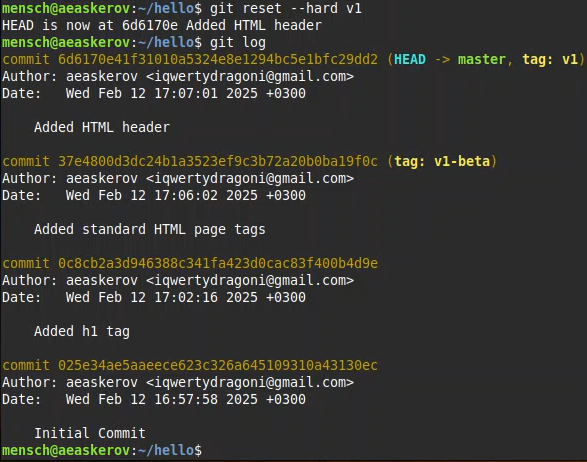 mensch@aeaskerov:~/hello$ git reset --hard v1
HEAD is now at 6d6170e Added HTML header
mensch@aeaskerov:~/hello$ git log
commit 6d6170e41f31010a5324e8e1294bc5e1bfc29dd2 (HEAD -> master, tag: v1)
Author: aeaskerov <iqwertydragoni@gmail.com>
Date:   Wed Feb 12 17:07:01 2025 +0300
    Added HTML header
commit 37e4800d3dc24b1a3523ef9c3b72a20b0ba19f0c (tag: v1-beta)
Author: aeaskerov <iqwertydragoni@gmail.com>
Date:   Wed Feb 12 17:06:02 2025 +0300
    Added standard HTML page tags
commit 0c8cb2a3d946388c341fa423d0cac83f400b4d9e
Author: aeaskerov <iqwertydragoni@gmail.com>
Date:   Wed Feb 12 17:02:16 2025 +0300
    Added h1 tag
commit 025e34ae5aaeece623c326a645109310a43130ec
Author: aeaskerov <iqwertydragoni@gmail.com>
Date:   Wed Feb 12 16:57:58 2025 +0300
    Initial Commit
mensch@aeaskerov:~/hello$